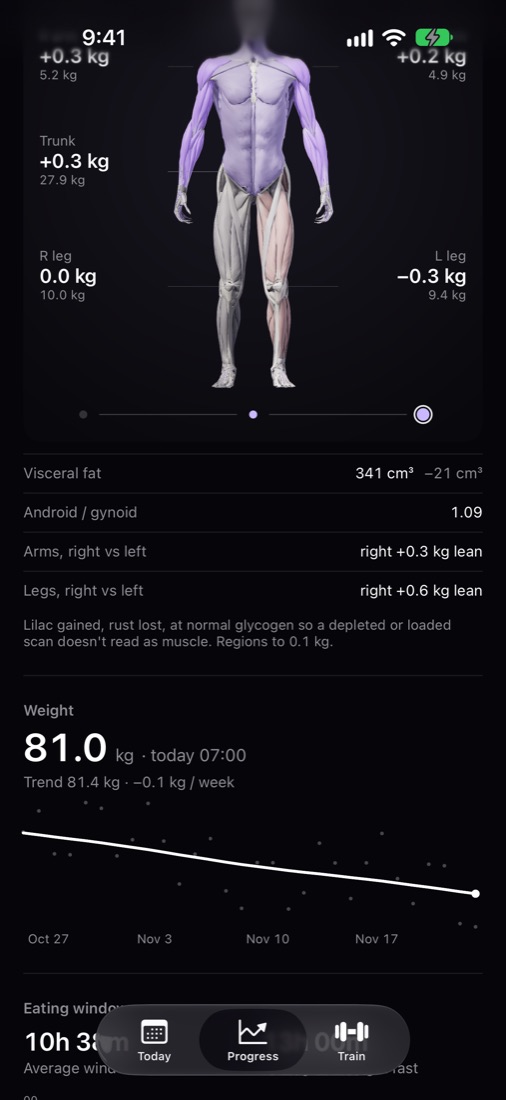 9:41
+0.3 kg
5.2 kg
+0.2 kg
4.9 kg
Trunk
+0.3 kg
27.9 kg
R leg
0.0 kg
10.0 kg
L leg
−0.3 kg
9.4 kg
Visceral fat 341 cm³ −21 cm³
Android / gynoid 1.09
Arms, right vs left right +0.3 kg lean
Legs, right vs left right +0.6 kg lean
Lilac gained, rust lost, at normal glycogen so a depleted or loaded
scan doesn't read as muscle. Regions to 0.1 kg.
Weight
81.0 kg · today 07:00
Trend 81.4 kg · −0.1 kg / week
Oct 27 Nov 3 Nov 10 Nov 17
Eating
10h
Average
Today Progress Train